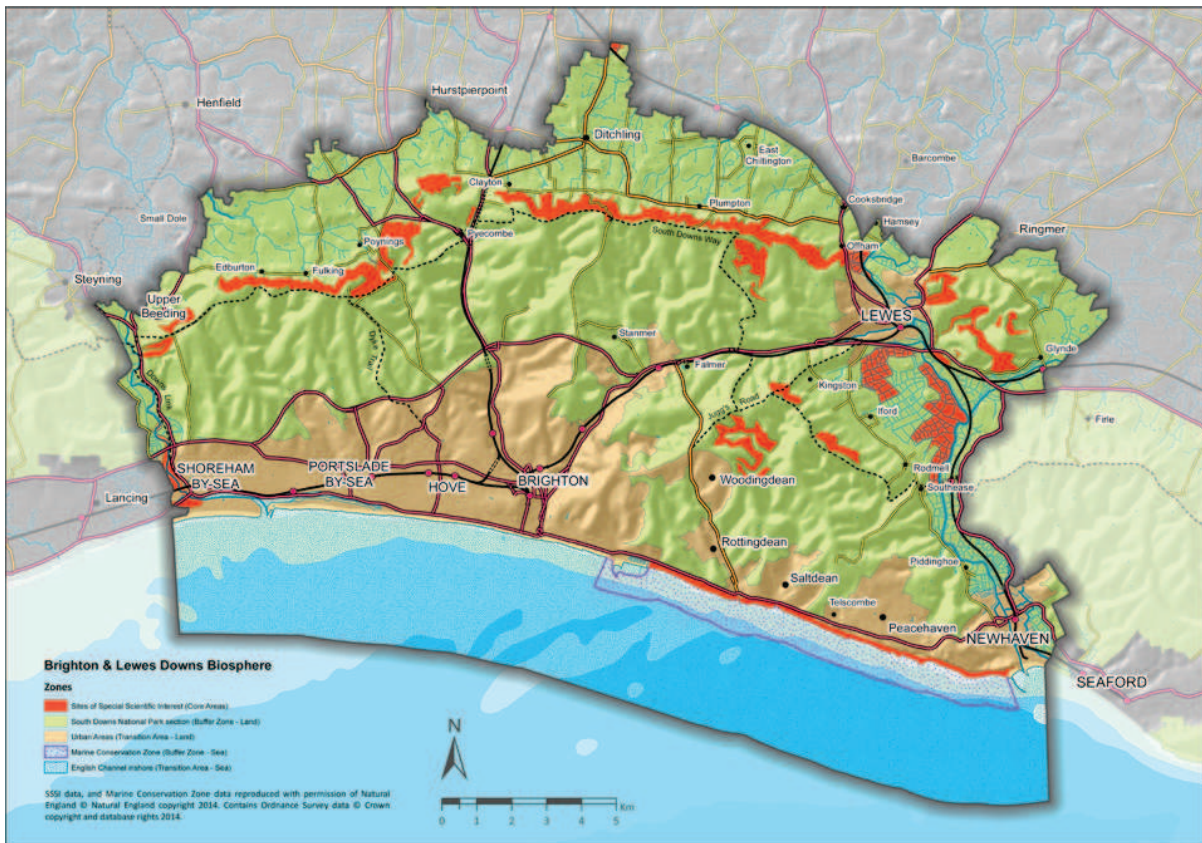 Hurstpierpoint
Henfield
Ditchling
East
Chiltington
Barcombe
Clayton
Plumpton
Cooksbridge
Small Dole
Hamsey
Ringmer
Poynings
Pyecombe
South Downs Way
Offham
Steyning
Edburton
Fulking
Upper
Beeding
LEWES
Dyke Trail
Stanmer
Glynde
Downs Link
Falmer
Kingston
Jugg's Road
Iford
Firle
SHOREHAM
BY-SEA
PORTSLADE
BY-SEA
HOVE
BRIGHTON
Woodingdean
Rodmell
Southease
Lancing
Rottingdean
Piddinghoe
Saltdean
Telscombe
Peacehaven
NEWHAVEN
SEAFORD
Brighton & Lewes Downs Biosphere
Zones
Sites of Special Scientific Interest (Core Areas)
South Downs National Park section (Buffer Zone - Land)
Urban Areas (Transition Area - Land)
Marine Conservation Zone (Buffer Zone - Sea)
English Channel inshore (Transition Area - Sea)
SSSI data, and Marine Conservation Zone data reproduced with permission of Natural
England © Natural England copyright 2014. Contains Ordnance Survey data © Crown
copyright and database rights 2014.
N
Km
0 1 2 3 4 5